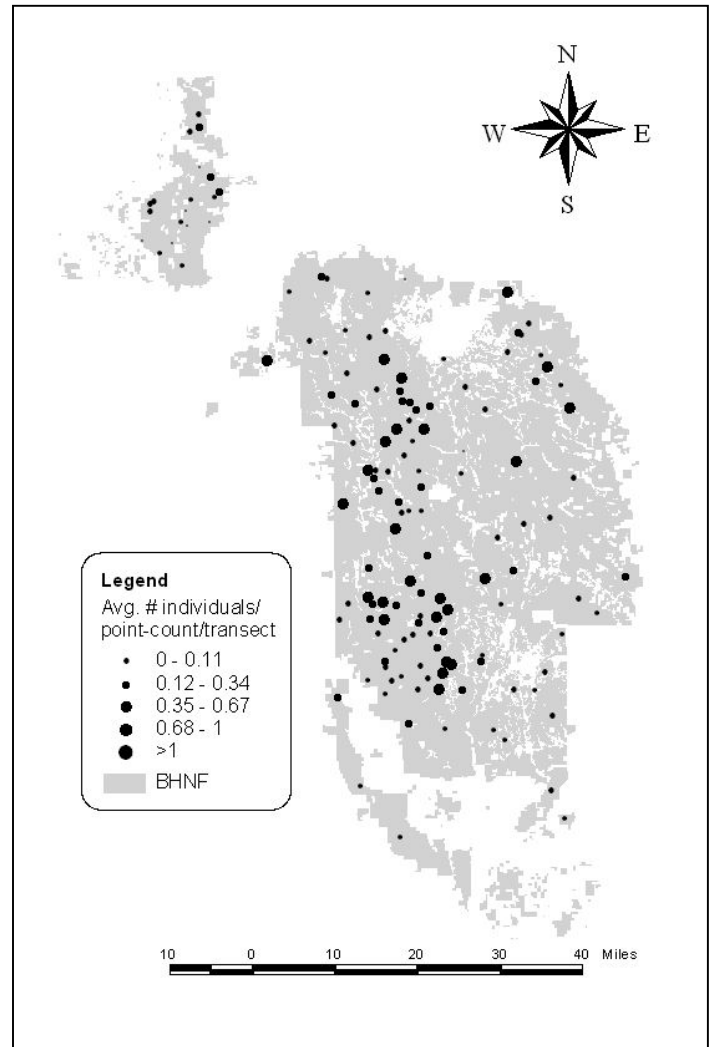 N
W E
S
Legend
Avg. # individuals/
point-count/transect
0 - 0.11
0.12 - 0.34
0.35 - 0.67
0.68 - 1
>1
BHNF
10 0 10 20 30 40 Miles